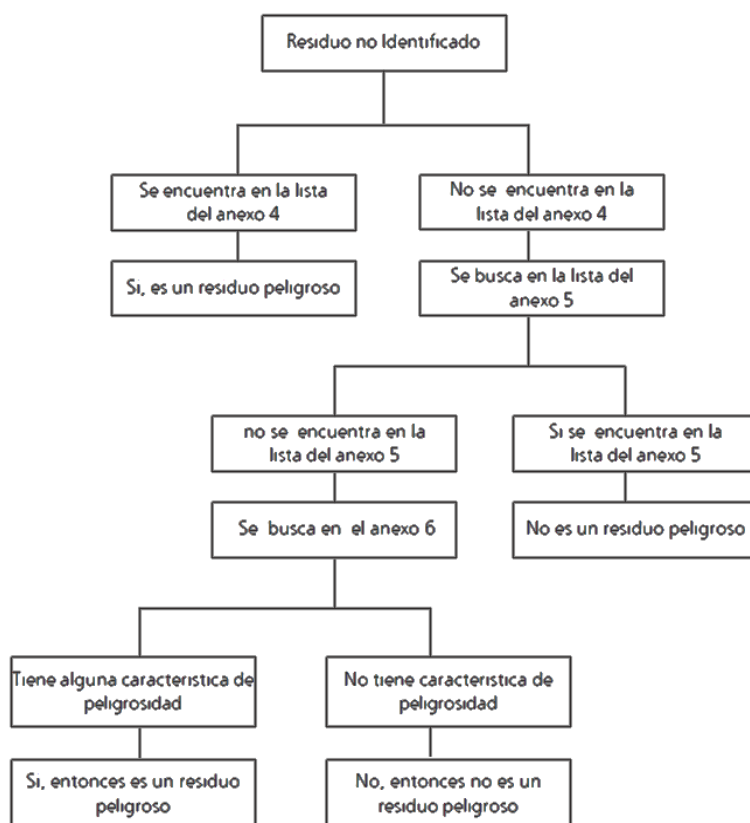 Residuo no Identificado
Se encuentra en la lista
del anexo 4
No se encuentra en la
lista del anexo 4
Si, es un residuo peligroso
Se busca en la lista del
anexo 5
no se encuentra en la
lista del anexo 5
Si se encuentra en la
lista del anexo 5
Se busca en el anexo 6
No es un residuo peligroso
Tiene alguna caracteristica de
peligrosidad
No tiene caracteristica de
peligrosidad
Si, entonces es un residuo
peligroso
No, entonces no es un
residuo peligroso